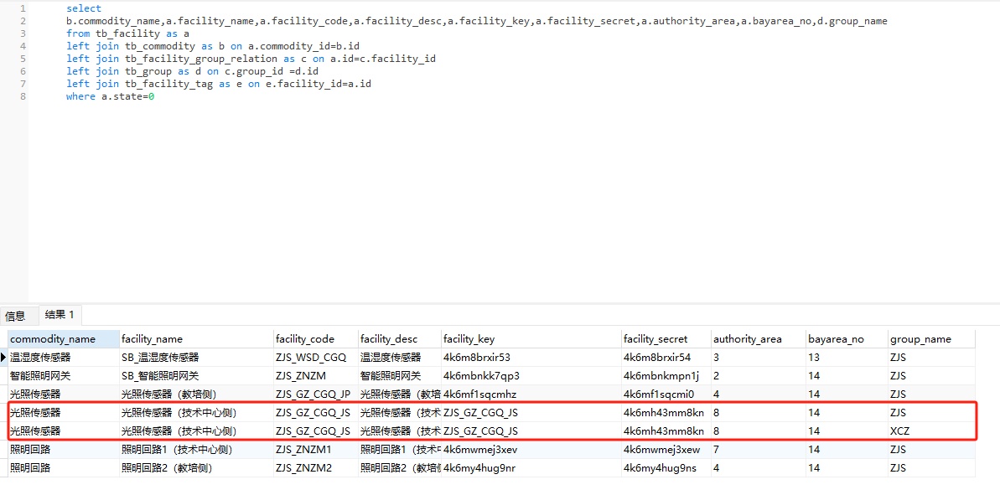 1 select
2 b.commodity_name,a.facility_name,a.facility_code,a.facility_desc,a.facility_key,a.facility_secret,a.authority_area,a.bayarea_no,d.group_name
3 from tb_facility as a
4 left join tb_commodity as b on a.commodity_id=b.id
5 left join tb_facility_group_relation as c on a.id=c.facility_id
6 left join tb_group as d on c.group_id =d.id
7 left join tb_facility_tag as e on e.facility_id=a.id
8 where a.state=0
信息 结果 1
commodity_name facility_name facility_code facility_desc facility_key facility_secret authority_area bayarea_no group_name
温湿度传感器 SB_温湿度传感器 ZJS_WSD_CGQ 温湿度传感器 4k6m8brxir53 4k6m8brxir54 3 13 ZJS
智能照明网关 SB_智能照明网关 ZJS_ZNZM 智能照明网关 4k6mbnkk7qp3 4k6mbnkmpn1j 2 14 ZJS
光照传感器 光照传感器（教培侧） ZJS_GZ_CGQ_JP 光照传感器（教培 4k6mf1sqcmhz 4k6mf1sqcmi0 4 14 ZJS
光照传感器 光照传感器（技术中心侧） ZJS_GZ_CGQ_JS 光照传感器（技术 ZJS_GZ_CGQ_JS 4k6mh43mm8kn 8 14 ZJS
光照传感器 光照传感器（技术中心侧） ZJS_GZ_CGQ_JS 光照传感器（技术 ZJS_GZ_CGQ_JS 4k6mh43mm8kn 8 14 XCZ
照明回路 照明回路1（技术中心侧） ZJS_ZNZM1 照明回路1（技术 4k6mwmej3xev 4k6mwmej3xew 7 14 ZJS
照明回路 照明回路2（教培侧） ZJS_ZNZM2 照明回路2（教培 4k6my4hug9nr 4k6my4hug9ns 4 14 ZJS